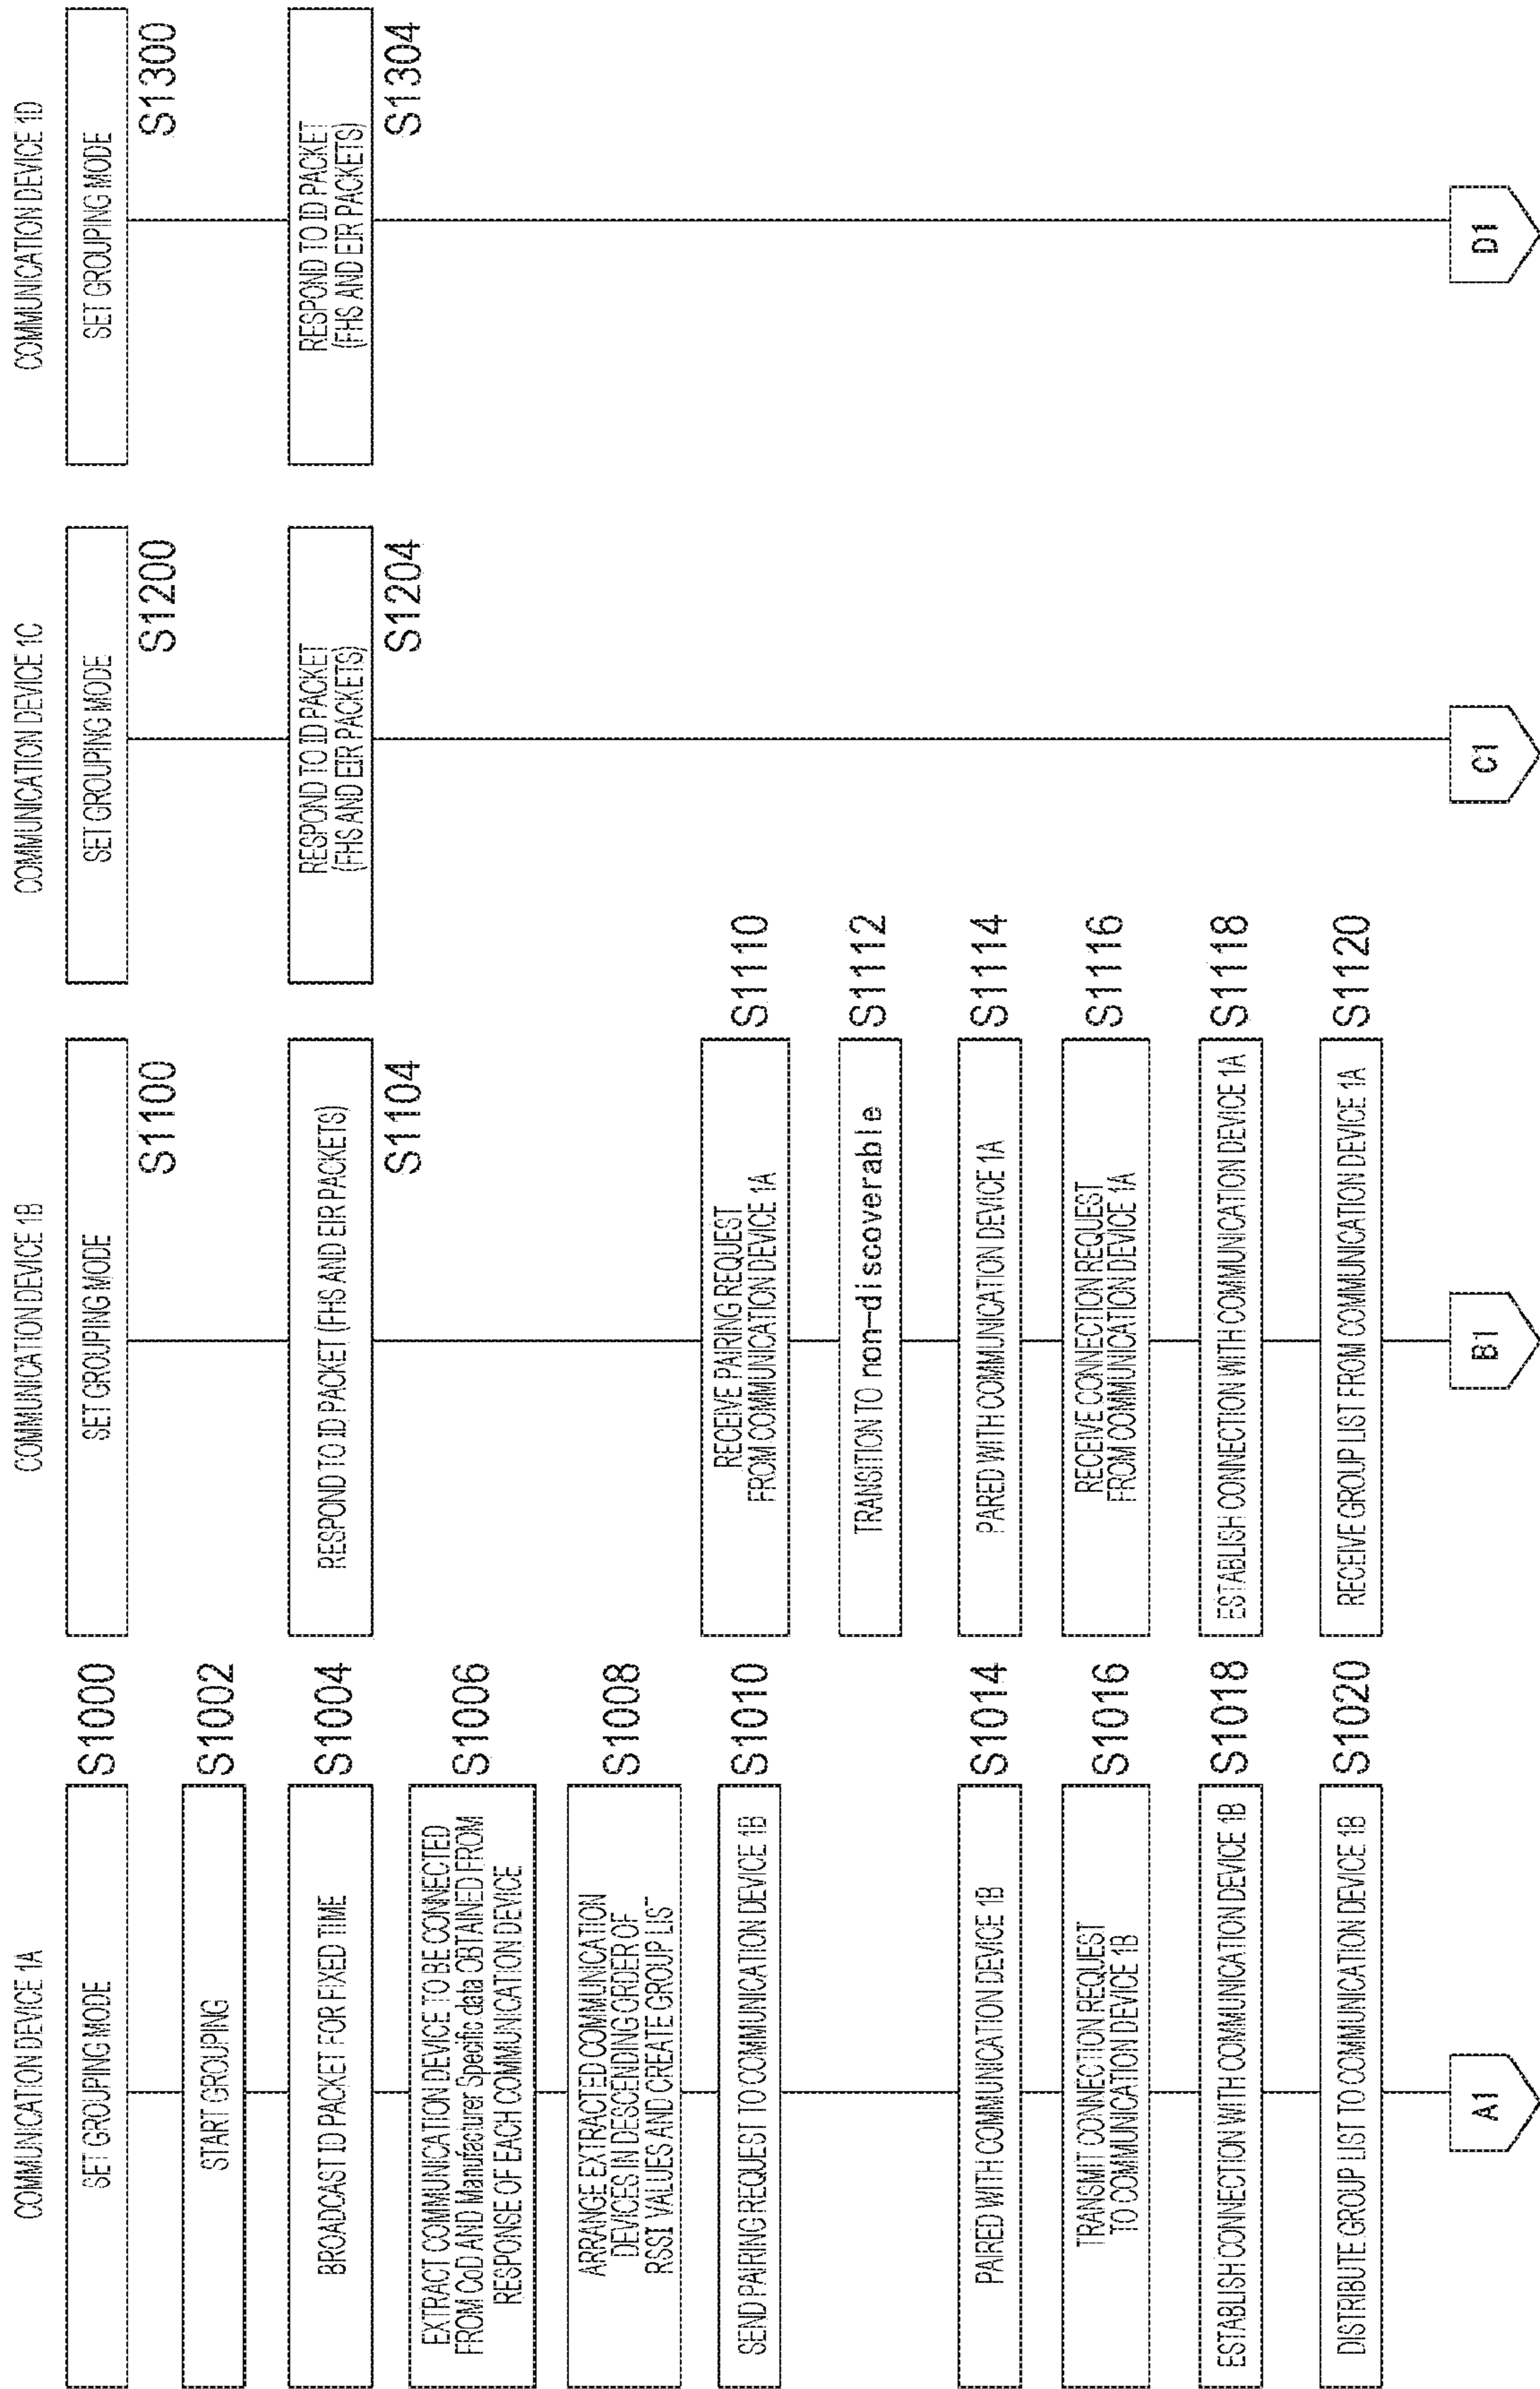 COMMUNICATION DEVICE 1A
SET GROUPING MODE
S1000
START GROUPING
S1002
BROADCAST ID PACKET FOR FIXED TIME
S1004
EXTRACT COMMUNICATION DEVICE TO BE CONNECTED
FROM CoD AND Manufacturer Specific data OBTAINED FROM
RESPONSE OF EACH COMMUNICATION DEVICE
S1006
ARRANGE EXTRACTED COMMUNICATION
DEVICES IN DESCENDING ORDER OF
RSSI VALUES AND CREATE GROUP LIST
S1008
SEND PAIRING REQUEST TO COMMUNICATION DEVICE 1B
S1010
PAIRED WITH COMMUNICATION DEVICE 1B
S1014
TRANSMIT CONNECTION REQUEST
TO COMMUNICATION DEVICE 1B
S1016
ESTABLISH CONNECTION WITH COMMUNICATION DEVICE 1B
S1018
DISTRIBUTE GROUP LIST TO COMMUNICATION DEVICE 1B
S1020
A1
COMMUNICATION DEVICE 1B
SET GROUPING MODE
S1100
RESPOND TO ID PACKET (FHS AND EIR PACKETS)
S1104
RECEIVE PAIRING REQUEST
FROM COMMUNICATION DEVICE 1A
S1110
TRANSITION TO non-discoverable
S1112
PARED WITH COMMUNICATION DEVICE 1A
S1114
RECEIVE CONNECTION REQUEST
FROM COMMUNICATION DEVICE 1A
S1116
ESTABLISH CONNECTION WITH COMMUNICATION DEVICE 1A
S1118
RECEIVE GROUP LIST FROM COMMUNICATION DEVICE 1A
S1120
B1
COMMUNICATION DEVICE 1C
SET GROUPING MODE
S1200
RESPOND TO ID PACKET
(FHS AND EIR PACKETS)
S1204
C1
COMMUNICATION DEVICE 1D
SET GROUPING MODE
S1300
RESPOND TO ID PACKET
(FHS AND EIR PACKETS)
S1304
D1